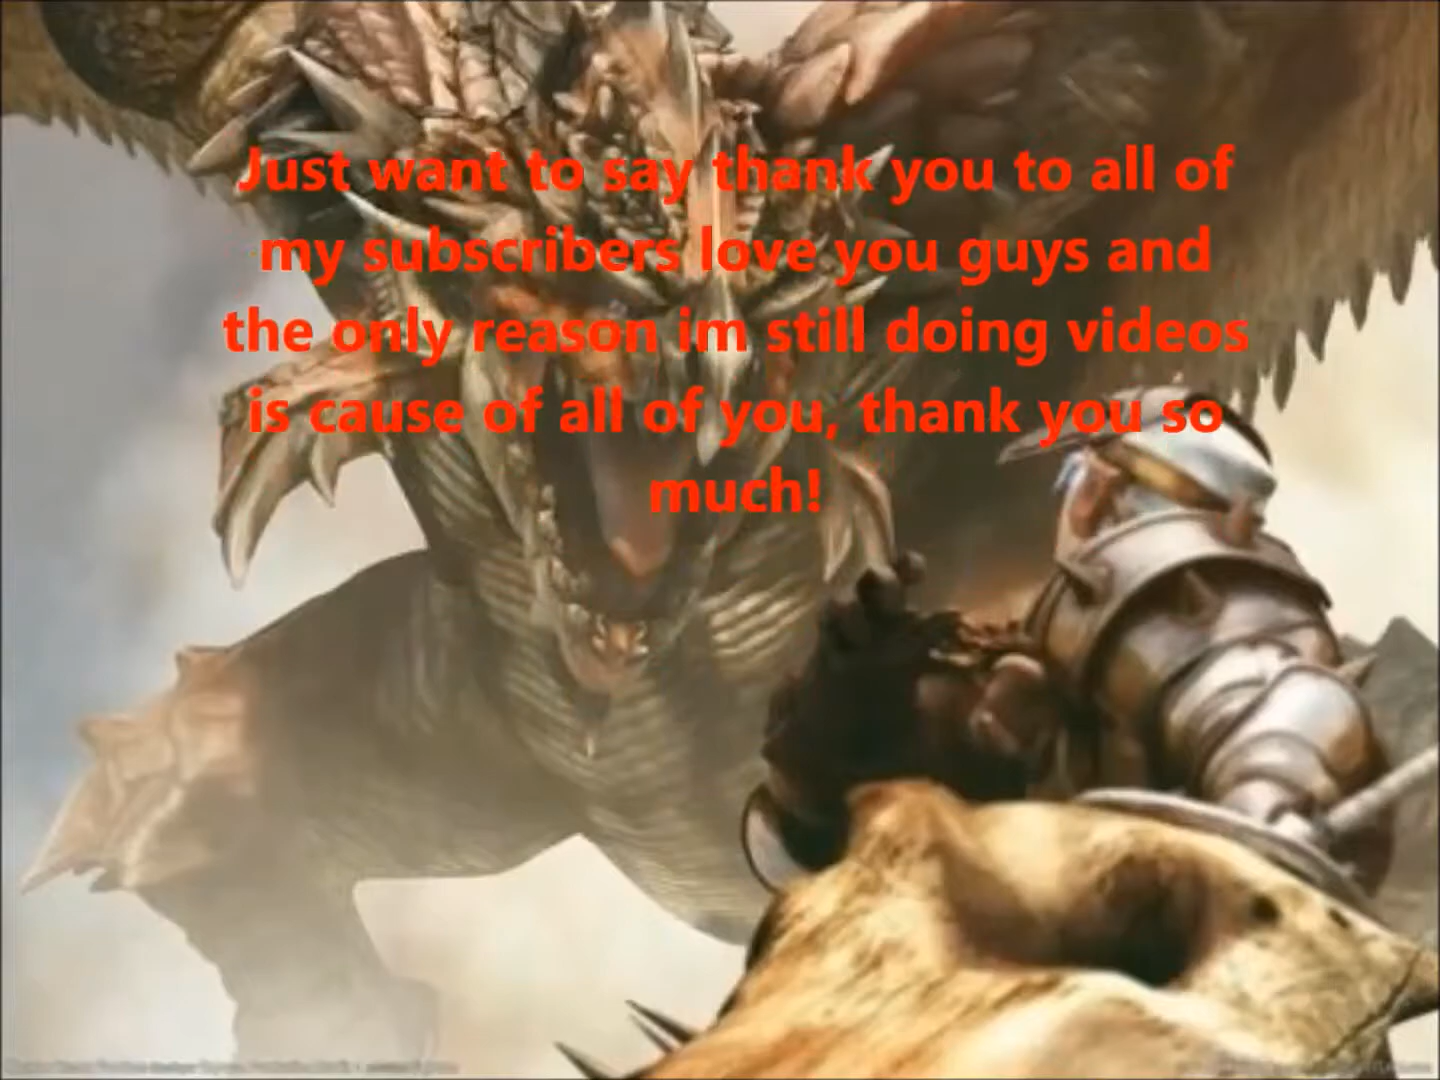 Just want to say thank you to all of
my subscribers love you guys and
the only reason im still doing videos
is cause of all of you, thank you so
much!